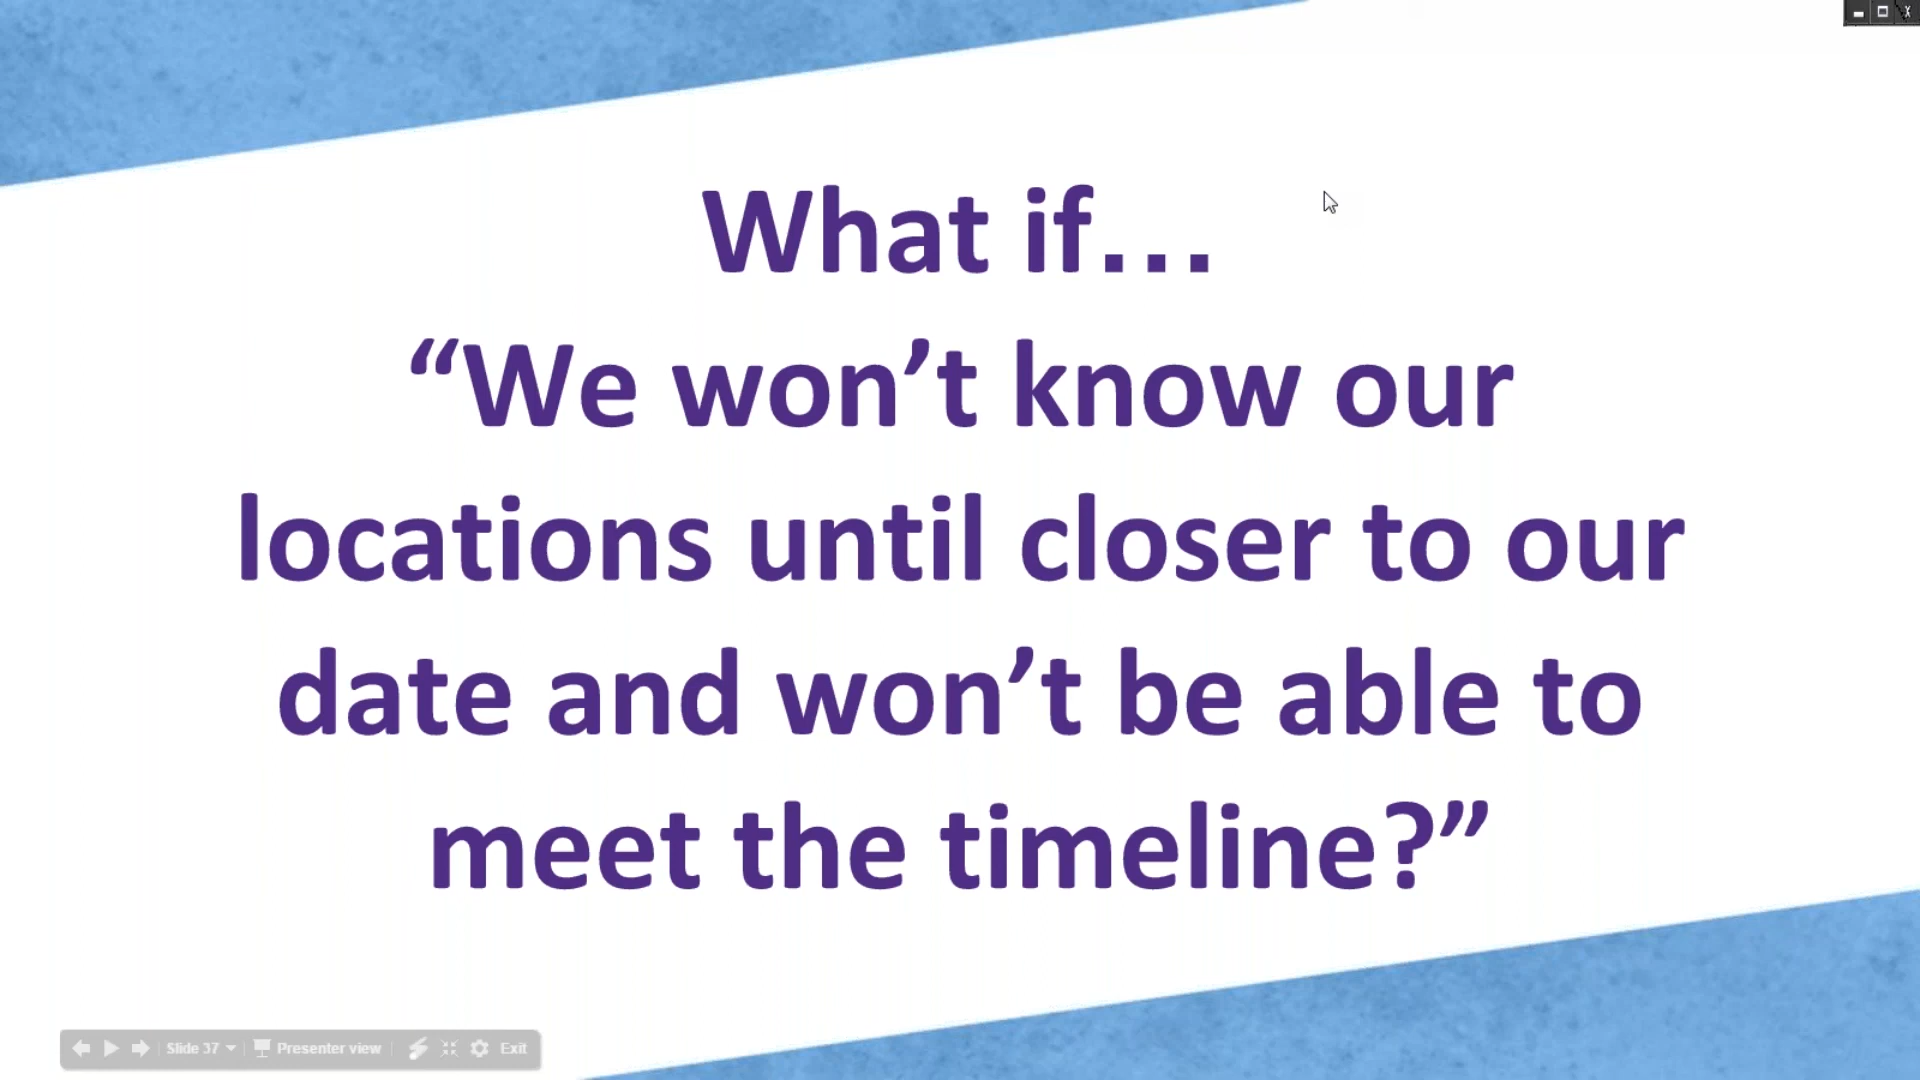 What if…
“We won’t know our
locations until closer to our
date and won’t be able to
meet the timeline?”
Slide 37
Presenter view
Exit